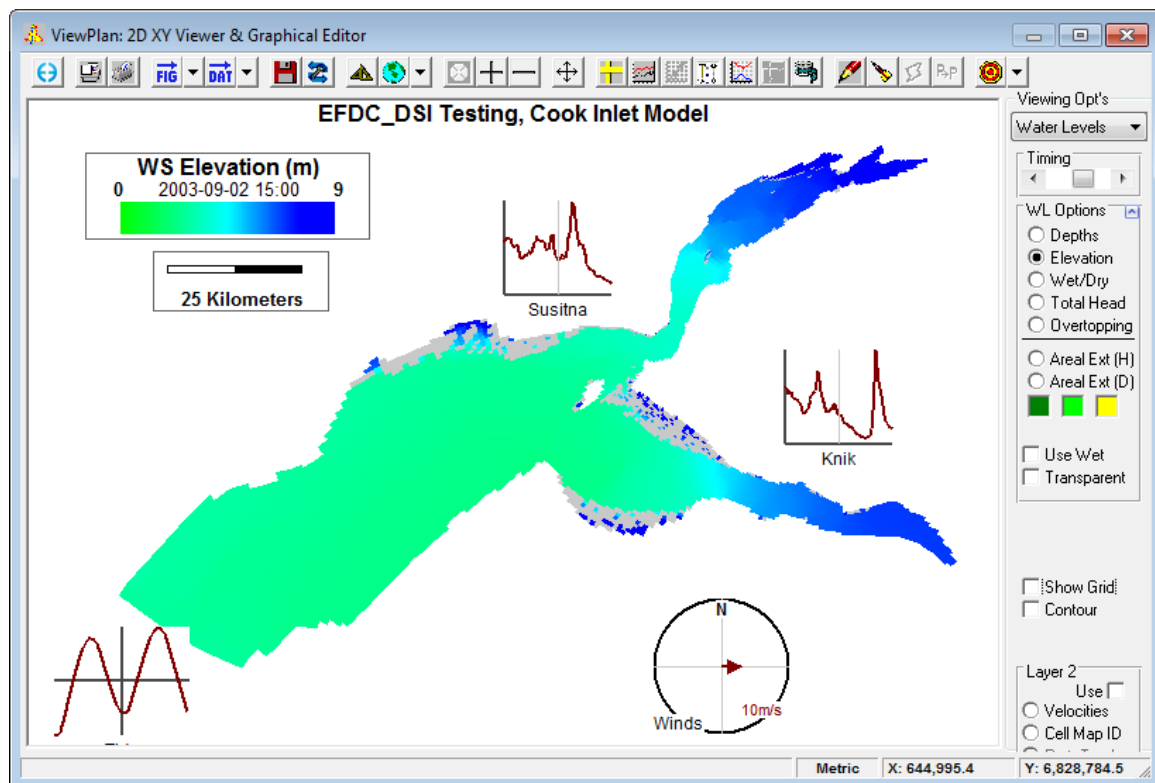 ViewPlan: 2D XY Viewer & Graphical Editor
FIG
DAT
P▸P
EFDC_DSI Testing, Cook Inlet Model
WS Elevation (m)
0 2003-09-02 15:00 9
25 Kilometers
Susitna
Knik
N
10m/s
Winds
Viewing Opt's
Water Levels
Timing
WL Options
Depths
Elevation
Wet/Dry
Total Head
Overtopping
Areal Ext (H)
Areal Ext (D)
Use Wet
Transparent
Show Grid
Contour
Layer 2
Use
Velocities
Cell Map ID
Metric X: 644,995.4 Y: 6,828,784.5